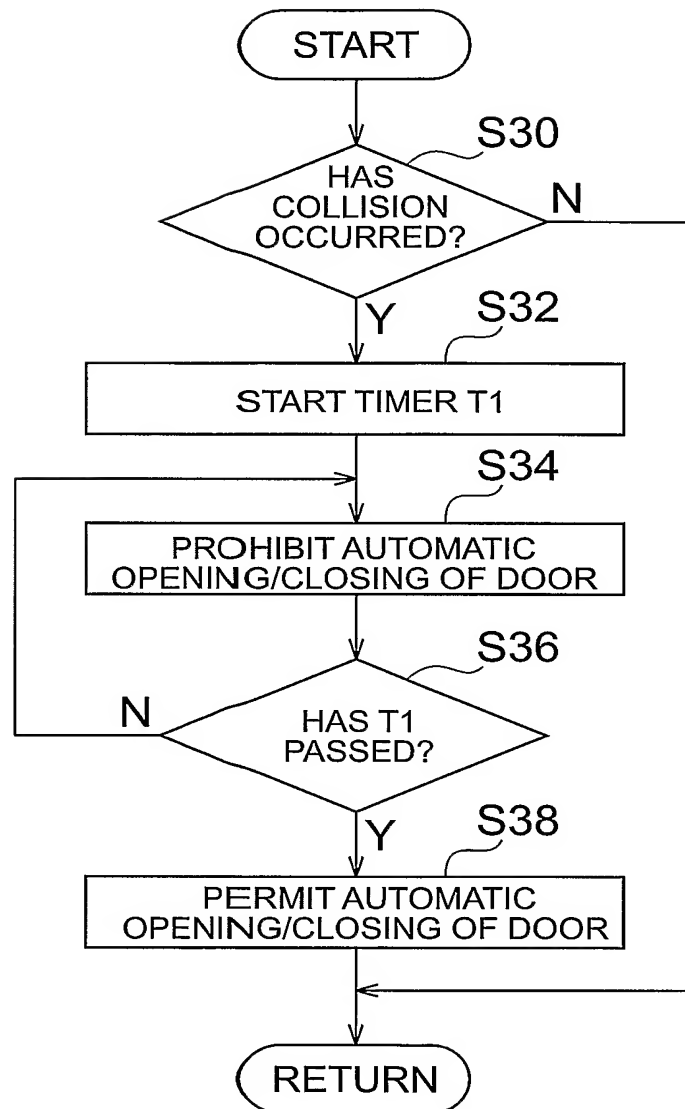 START
S30
HAS
COLLISION
OCCURRED?
N
Y
S32
START TIMER T1
S34
PROHIBIT AUTOMATIC
OPENING/CLOSING OF DOOR
S36
N
HAS T1
PASSED?
Y
S38
PERMIT AUTOMATIC
OPENING/CLOSING OF DOOR
RETURN